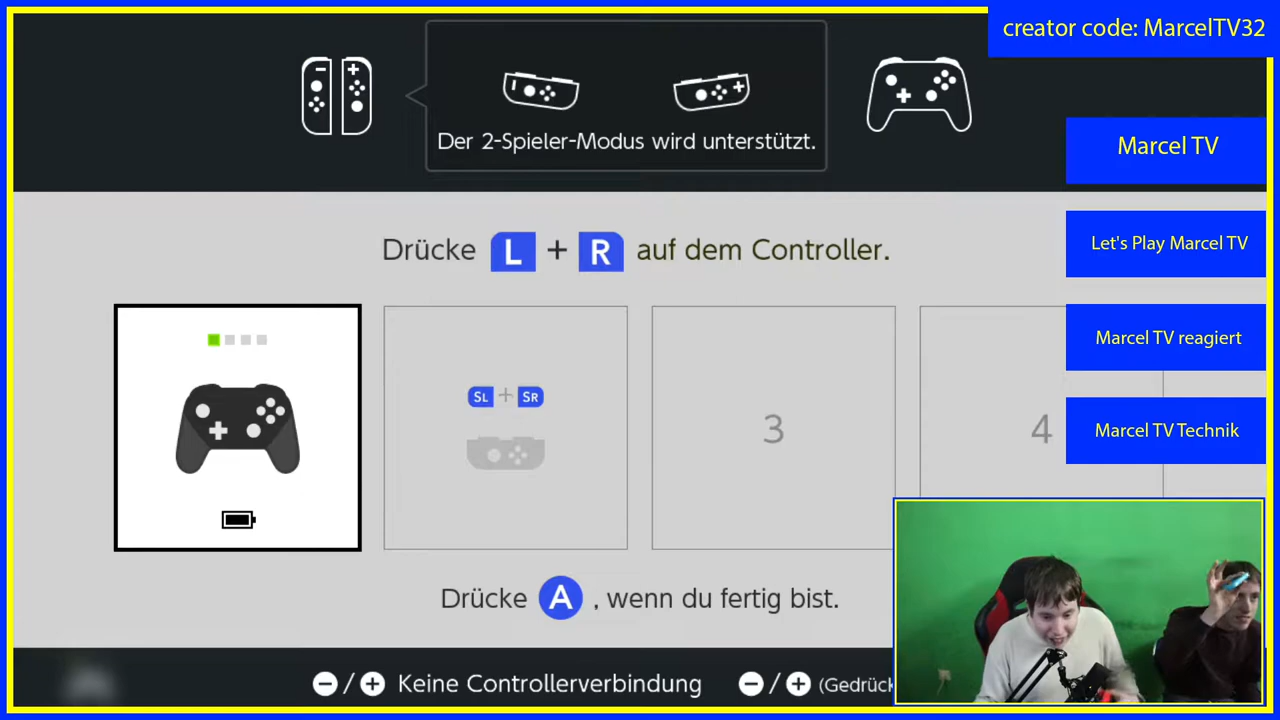 creator code: MarcelTV32
Der 2-Spieler-Modus wird unterstützt.
Marcel TV
Drücke L + R auf dem Controller.
Let's Play Marcel TV
Marcel TV reagiert
SL + SR
3
4
Marcel TV Technik
Drücke A , wenn du fertig bist.
−/+ Keine Controllerverbindung
−/+ (Gedrück